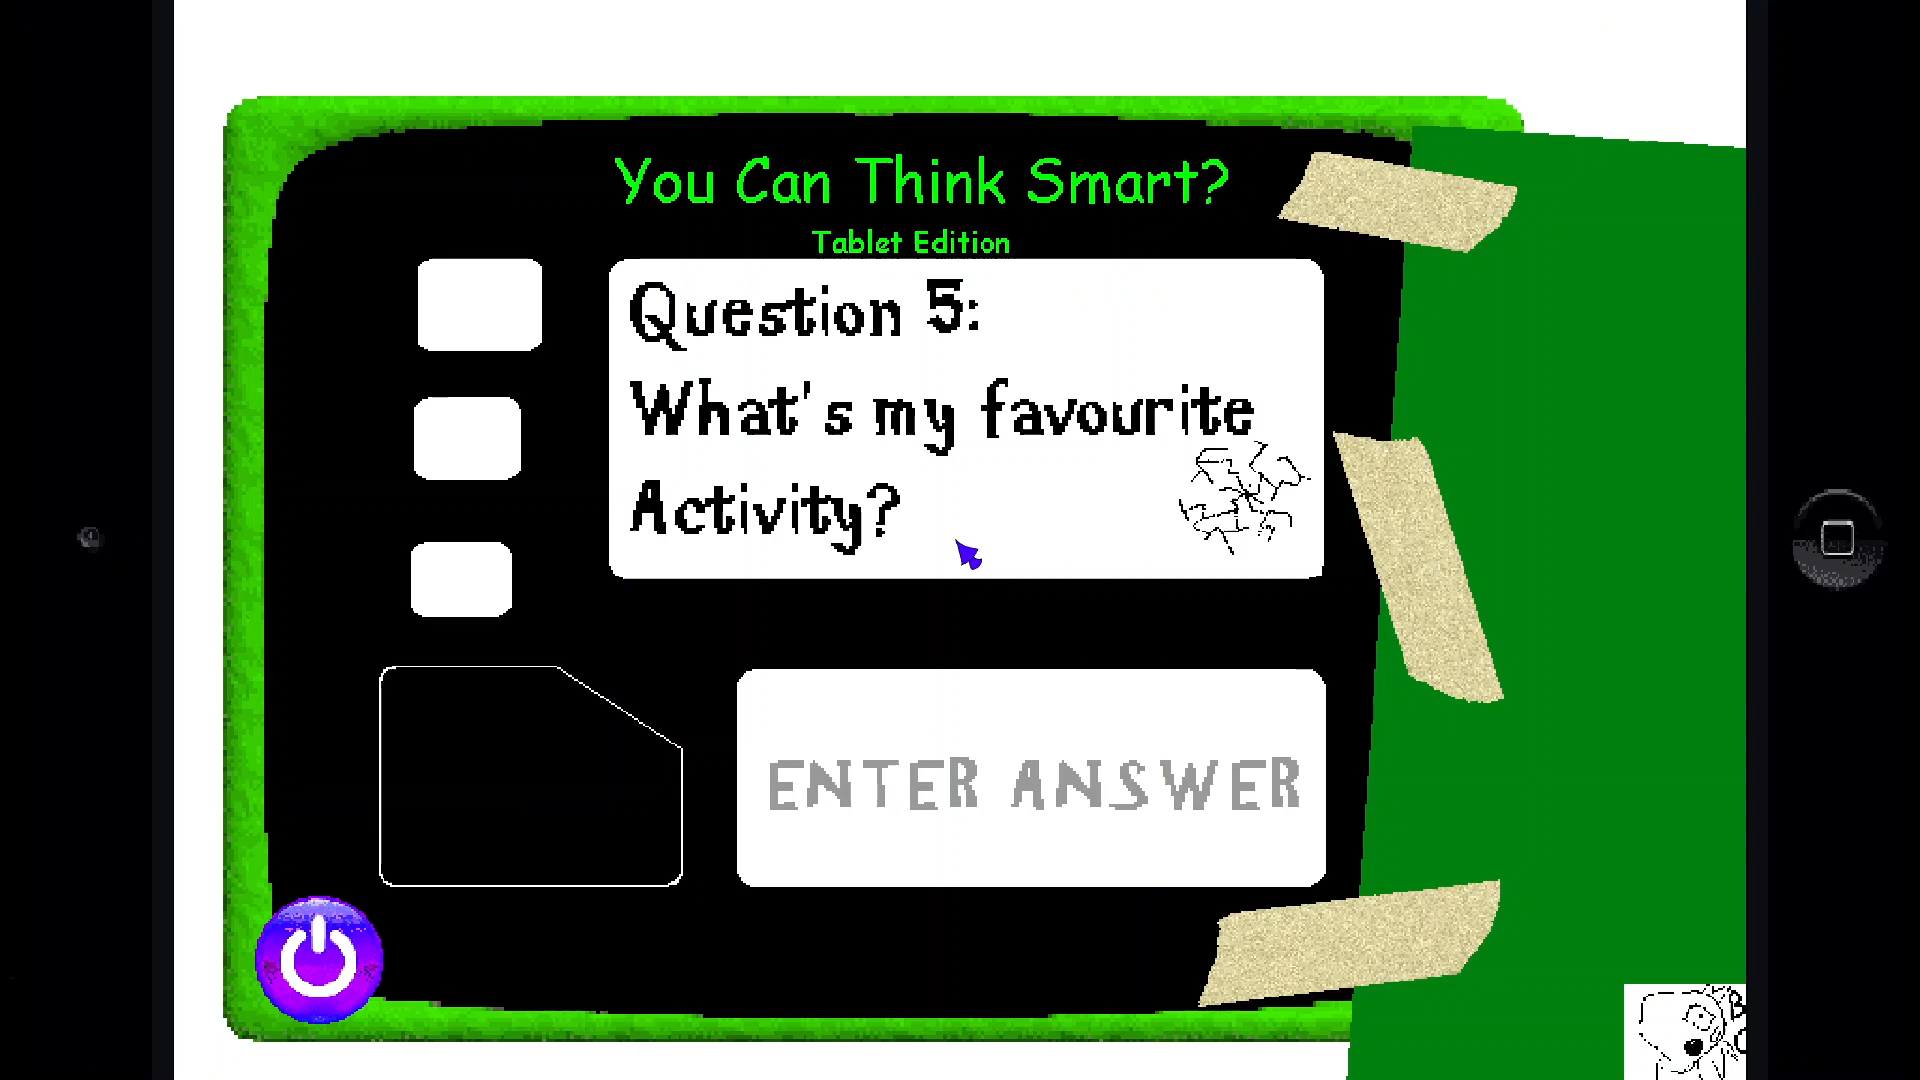 You Can Think Smart?
Tablet Edition
Question 5:
What's my favourite
Activity?
ENTER ANSWER